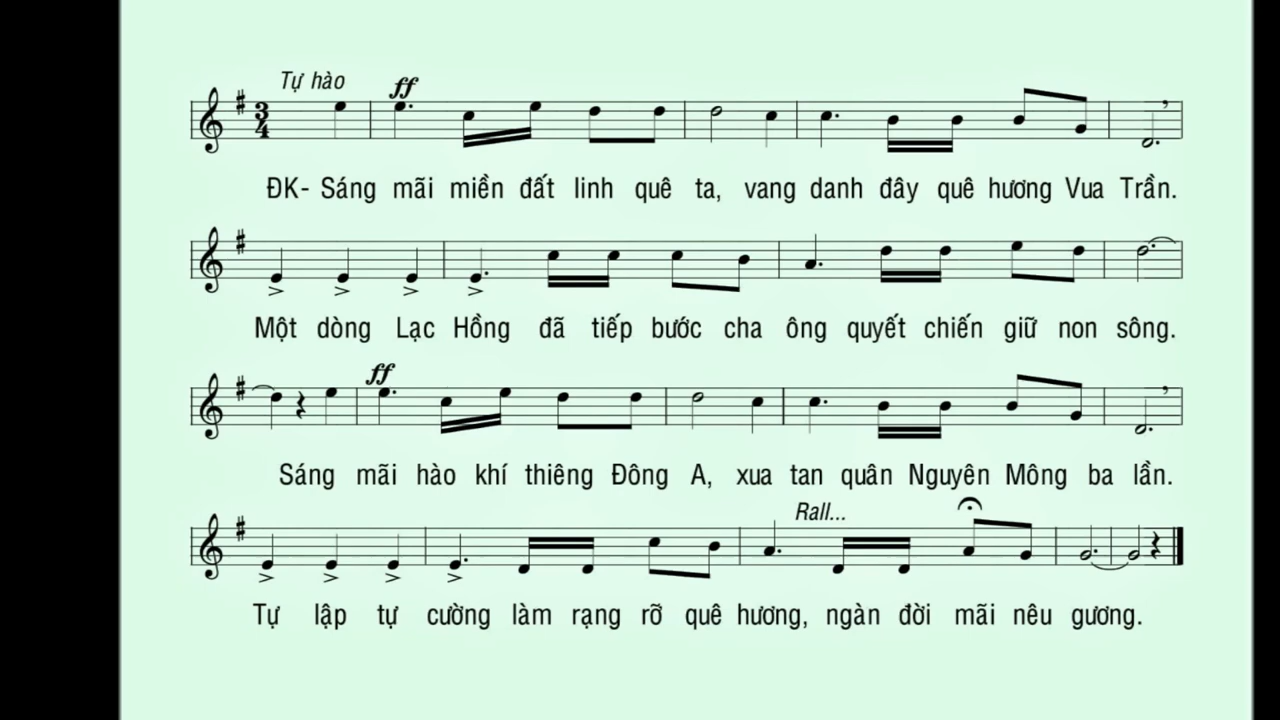 Tự hào ff
3
4
ĐK- Sáng mãi miền đất linh quê ta, vang danh đây quê hương Vua Trần.
Một dòng Lạc Hồng đã tiếp bước cha ông quyết chiến giữ non sông.
ff
Sáng mãi hào khí thiêng Đông A, xua tan quân Nguyên Mông ba lần.
Rall...
Tự lập tự cường làm rạng rỡ quê hương, ngàn đời mãi nêu gương.